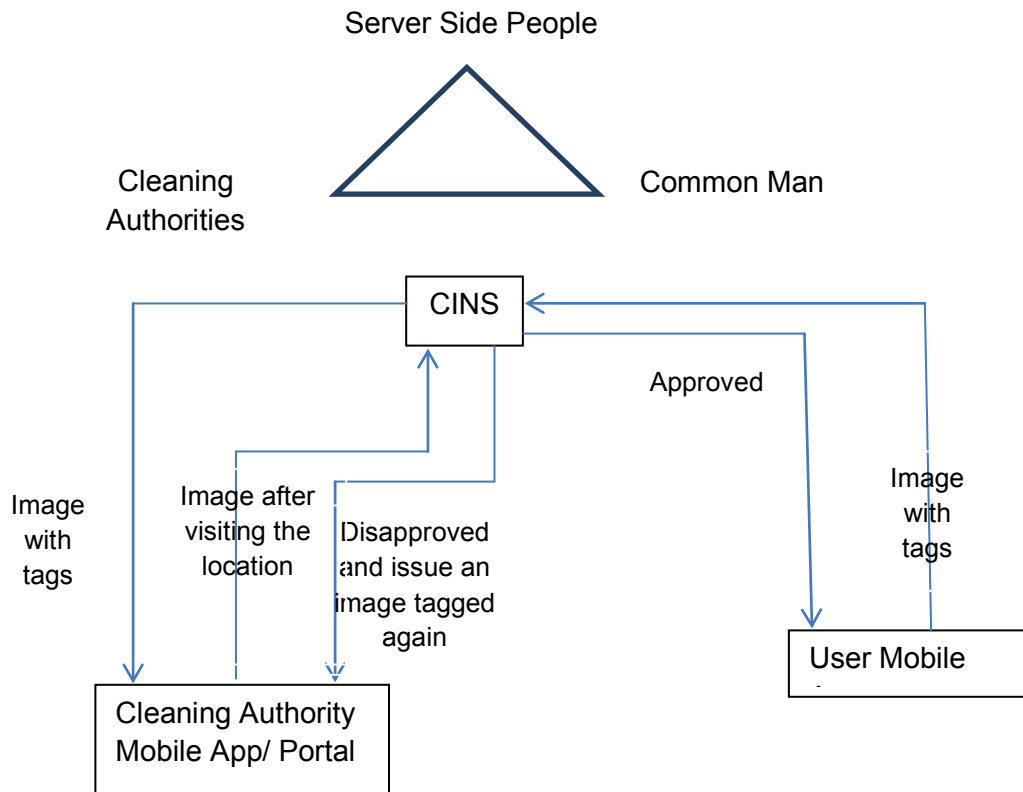 Server Side People
Cleaning
Authorities
Common Man
CINS
Approved
Image
with
tags
Image after
visiting the
location
Disapproved
and issue an
image tagged
again
Image
with
tags
User Mobile
Cleaning Authority
Mobile App/ Portal